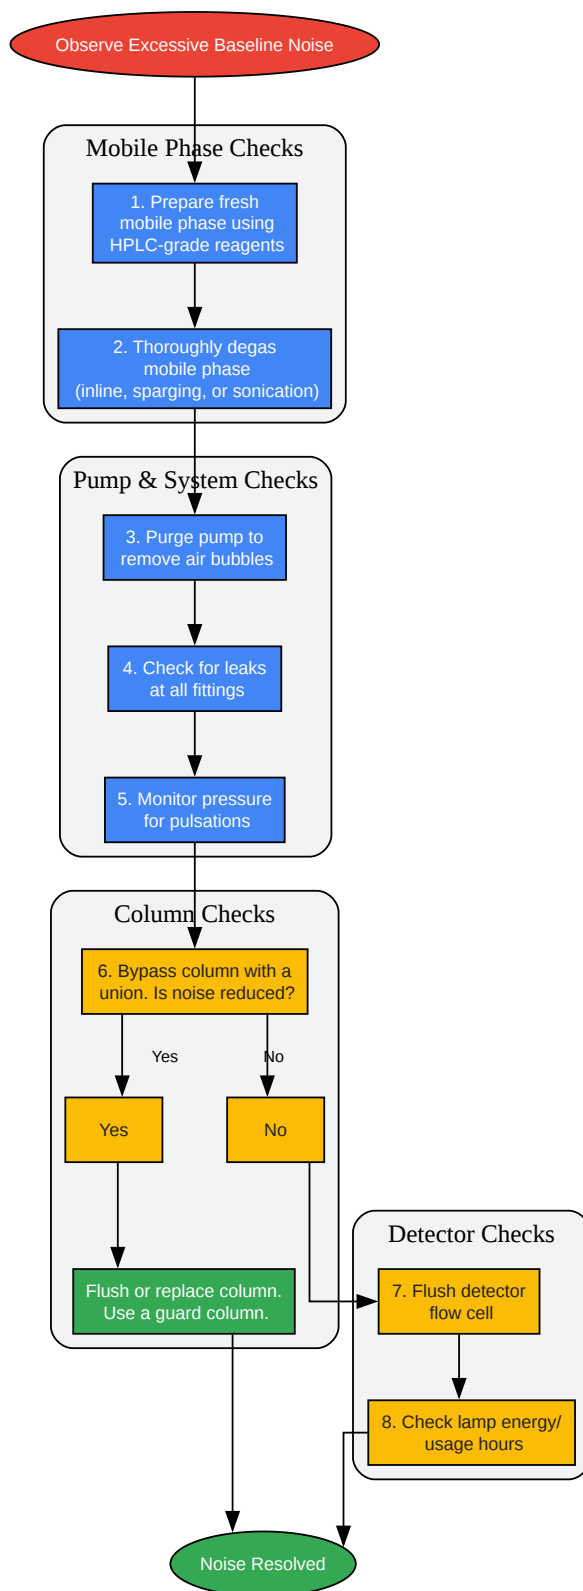 Observe Excessive Baseline Noise
Mobile Phase Checks
1. Prepare fresh
mobile phase using
HPLC-grade reagents
2. Thoroughly degas
mobile phase
(inline, sparging, or sonication)
Pump & System Checks
3. Purge pump to
remove air bubbles
4. Check for leaks
at all fittings
5. Monitor pressure
for pulsations
Column Checks
6. Bypass column with a
union. Is noise reduced?
Yes
No
Yes
No
Flush or replace column.
Use a guard column.
Detector Checks
7. Flush detector
flow cell
8. Check lamp energy/
usage hours
Noise Resolved